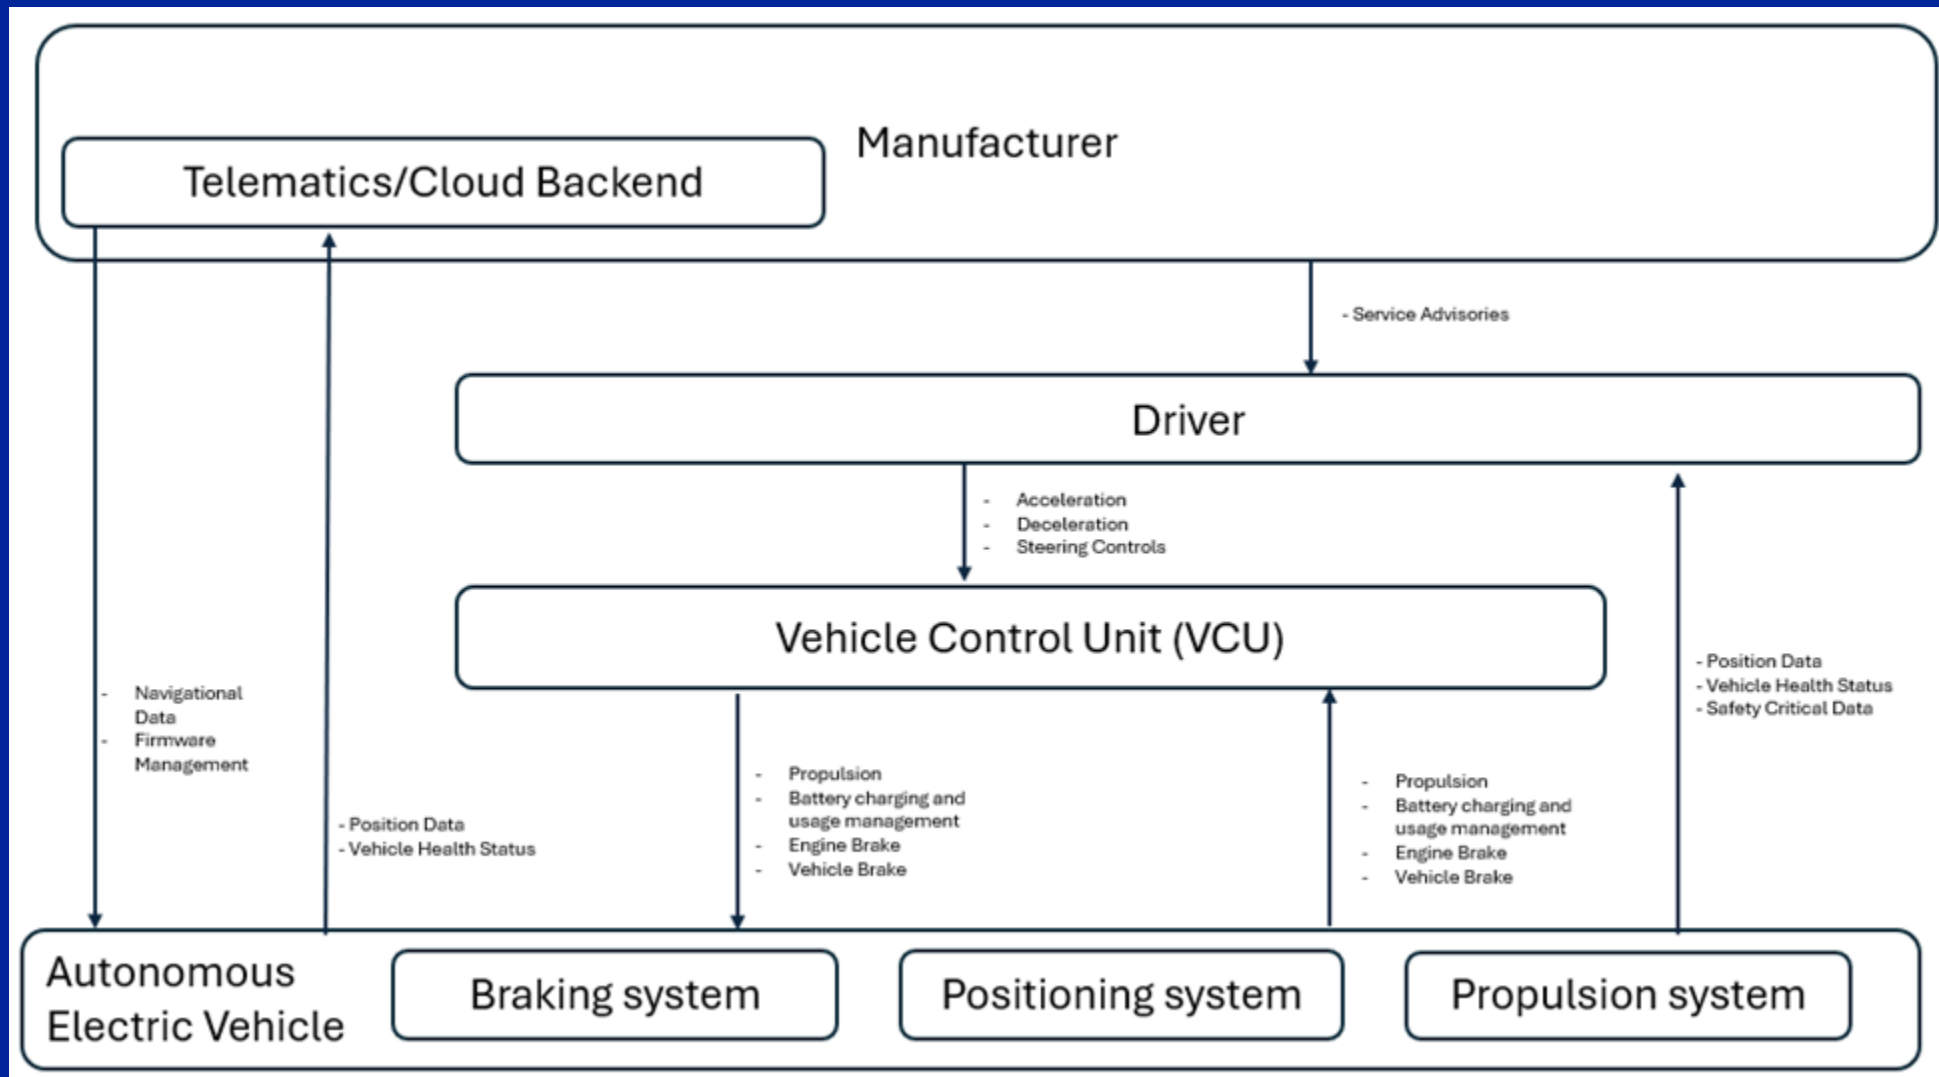 Manufacturer
Telematics/Cloud Backend
- Service Advisories
Driver
- Acceleration
- Deceleration
- Steering Controls
Vehicle Control Unit (VCU)
- Navigational
Data
- Firmware
Management
- Position Data
- Vehicle Health Status
- Propulsion
- Battery charging and
usage management
- Engine Brake
- Vehicle Brake
- Propulsion
- Battery charging and
usage management
- Engine Brake
- Vehicle Brake
- Position Data
- Vehicle Health Status
- Safety Critical Data
Autonomous
Electric Vehicle
Braking system
Positioning system
Propulsion system